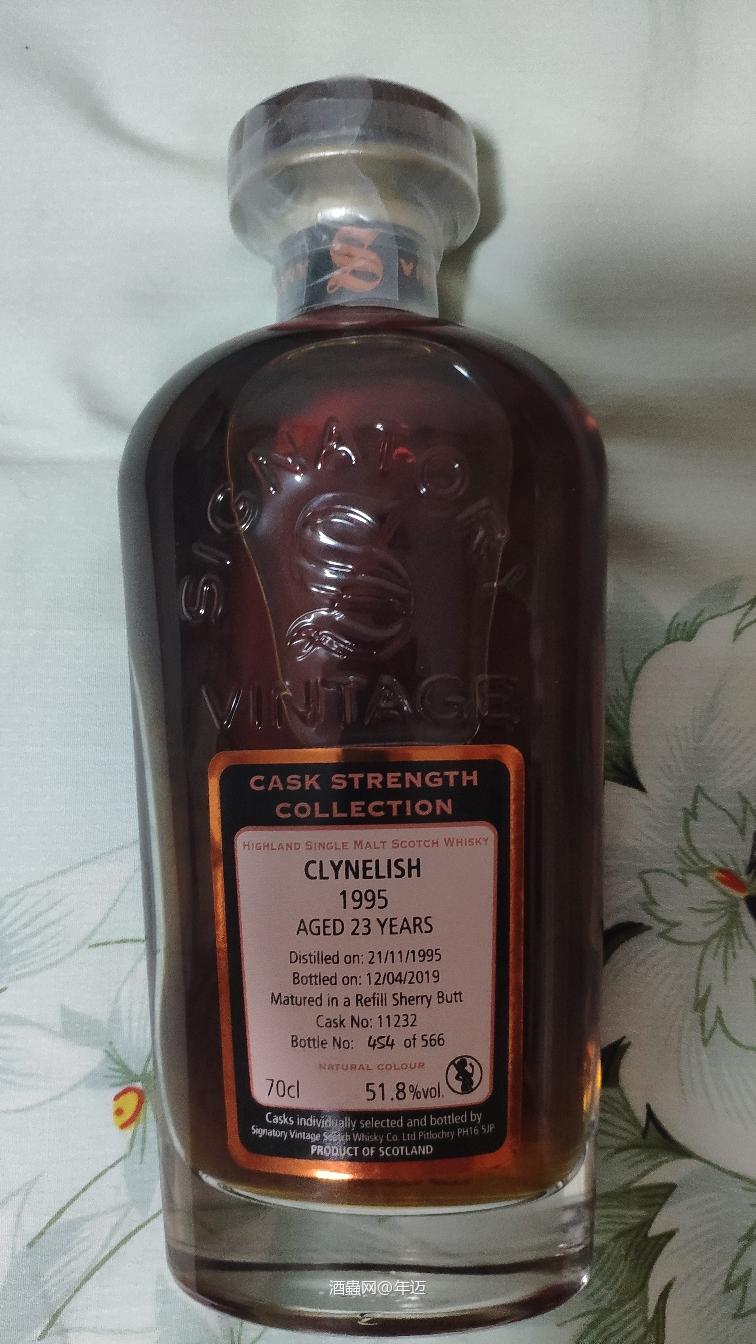 SIGNATORY
VINTAGE
CASK STRENGTH
COLLECTION
HIGHLAND SINGLE MALT SCOTCH WHISKY
CLYNELISH
1995
AGED 23 YEARS
Distilled on: 21/11/1995
Bottled on: 12/04/2019
Matured in a Refill Sherry Butt
Cask No: 11232
Bottle No: 454 of 566
NATURAL COLOUR
70cl 51.8%vol.
Casks individually selected and bottled by
Signatory Vintage Scotch Whisky Co. Ltd Pitlochry PH16 5JP
PRODUCT OF SCOTLAND
酒蟲网@年迈